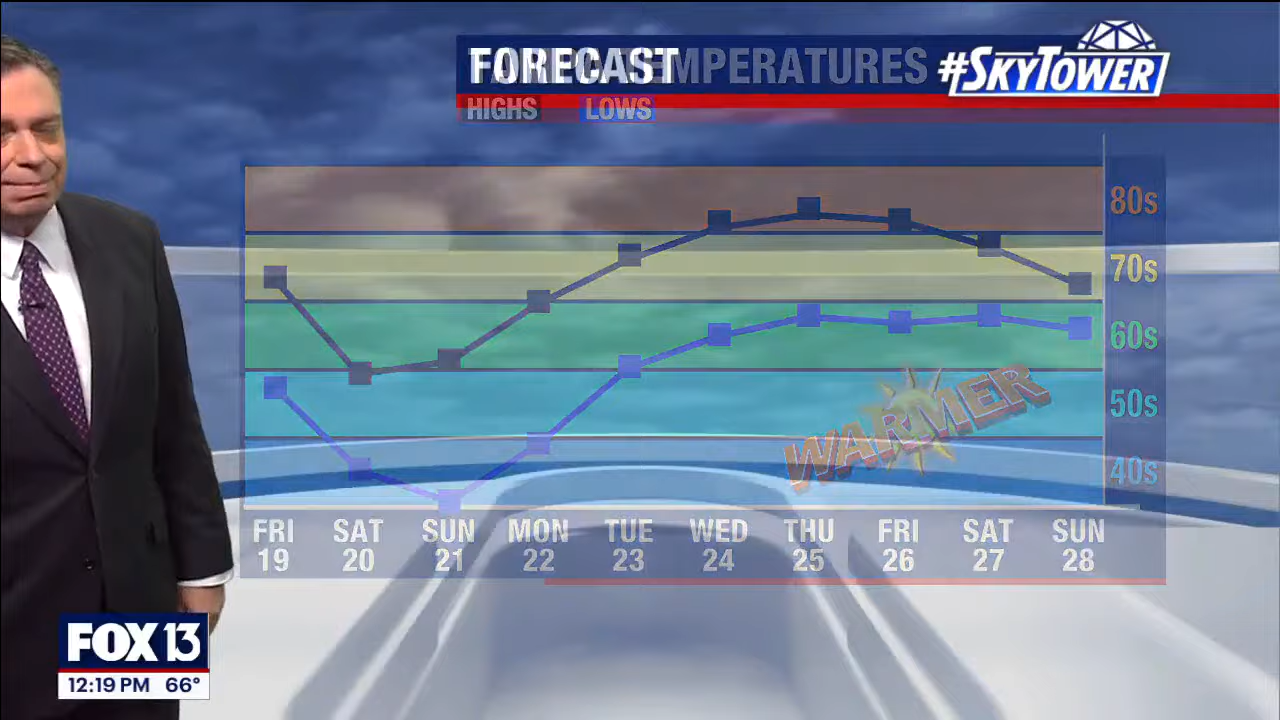 FORECAST
TEMPERATURES
#SKYTOWER
HIGHS LOWS
80s
70s
60s
50s
40s
WARMER
FRI SAT SUN MON TUE WED THU FRI SAT SUN
19 20 21 22 23 24 25 26 27 28
FOX 13
12:19 PM 66°